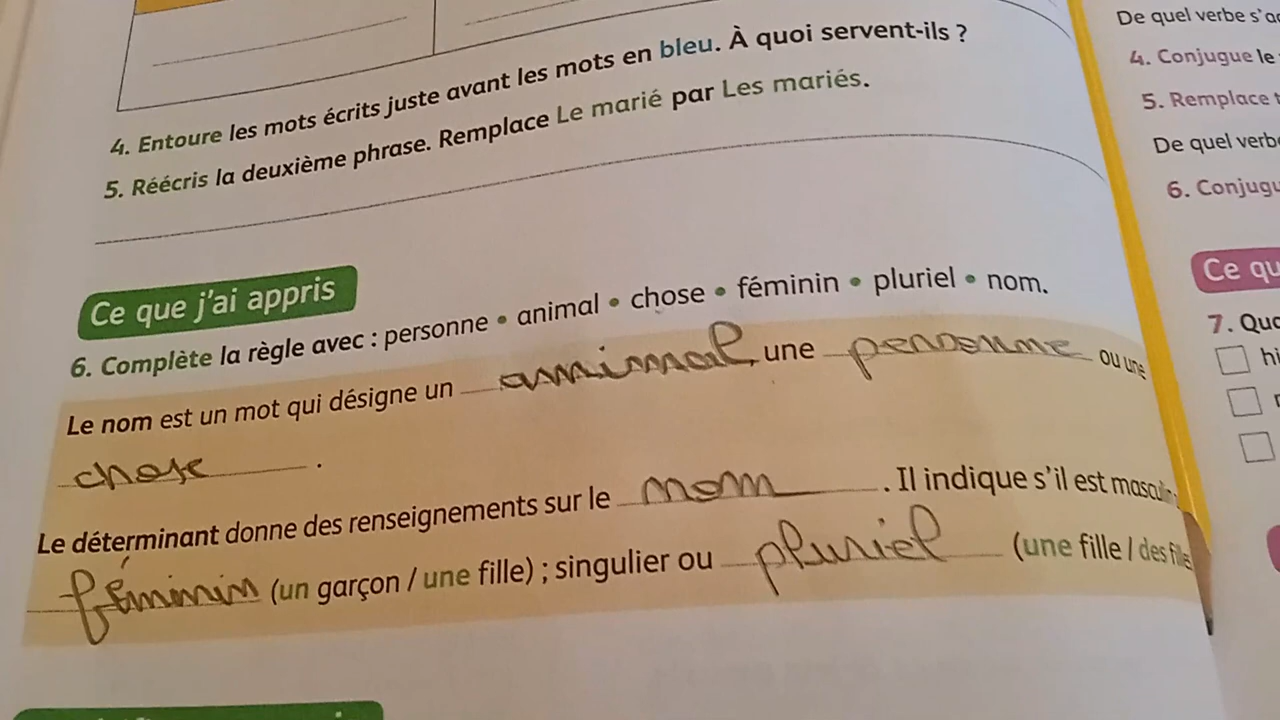 4. Entoure les mots écrits juste avant les mots en bleu. À quoi servent-ils ?
5. Réécris la deuxième phrase. Remplace Le marié par Les mariés.
Ce que j'ai appris
6. Complète la règle avec : personne • animal • chose • féminin • pluriel • nom.
Le nom est un mot qui désigne un animal, une personne ou une
chose.
Le déterminant donne des renseignements sur le nom. Il indique s'il est masculin
féminin (un garçon / une fille) ; singulier ou pluriel (une fille / des fille
De quel verbe s'a
4. Conjugue le
5. Remplace t
De quel verb
6. Conjugu
Ce qu
7. Qua
hi